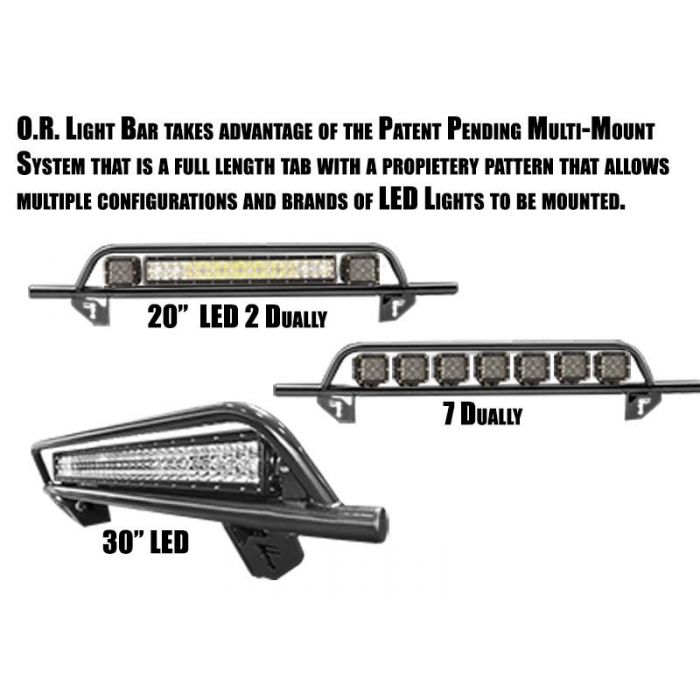 O.R. Light Bar takes advantage of the Patent Pending Multi-Mount
System that is a full length tab with a propietery pattern that allows
multiple configurations and brands of LED Lights to be mounted.
20” LED 2 Dually
7 Dually
30” LED